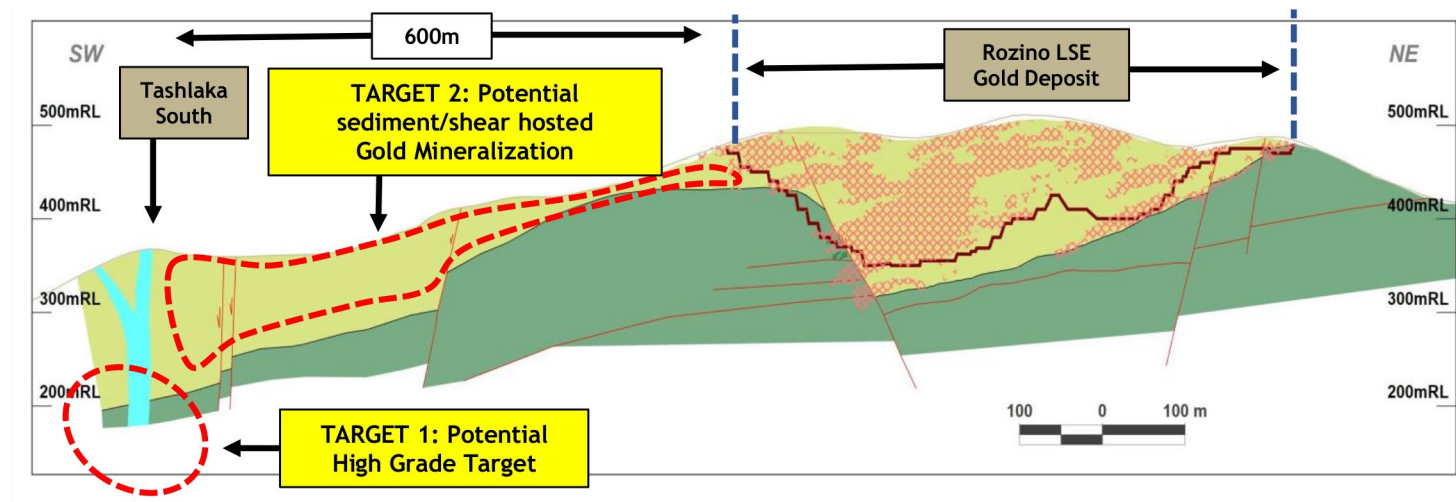 SW
600m
Rozino LSE
Gold Deposit
NE
Tashlaka
South
TARGET 2: Potential
sediment/shear hosted
Gold Mineralization
500mRL
500mRL
400mRL
400mRL
300mRL
300mRL
200mRL
200mRL
TARGET 1: Potential
High Grade Target
100 0 100 m